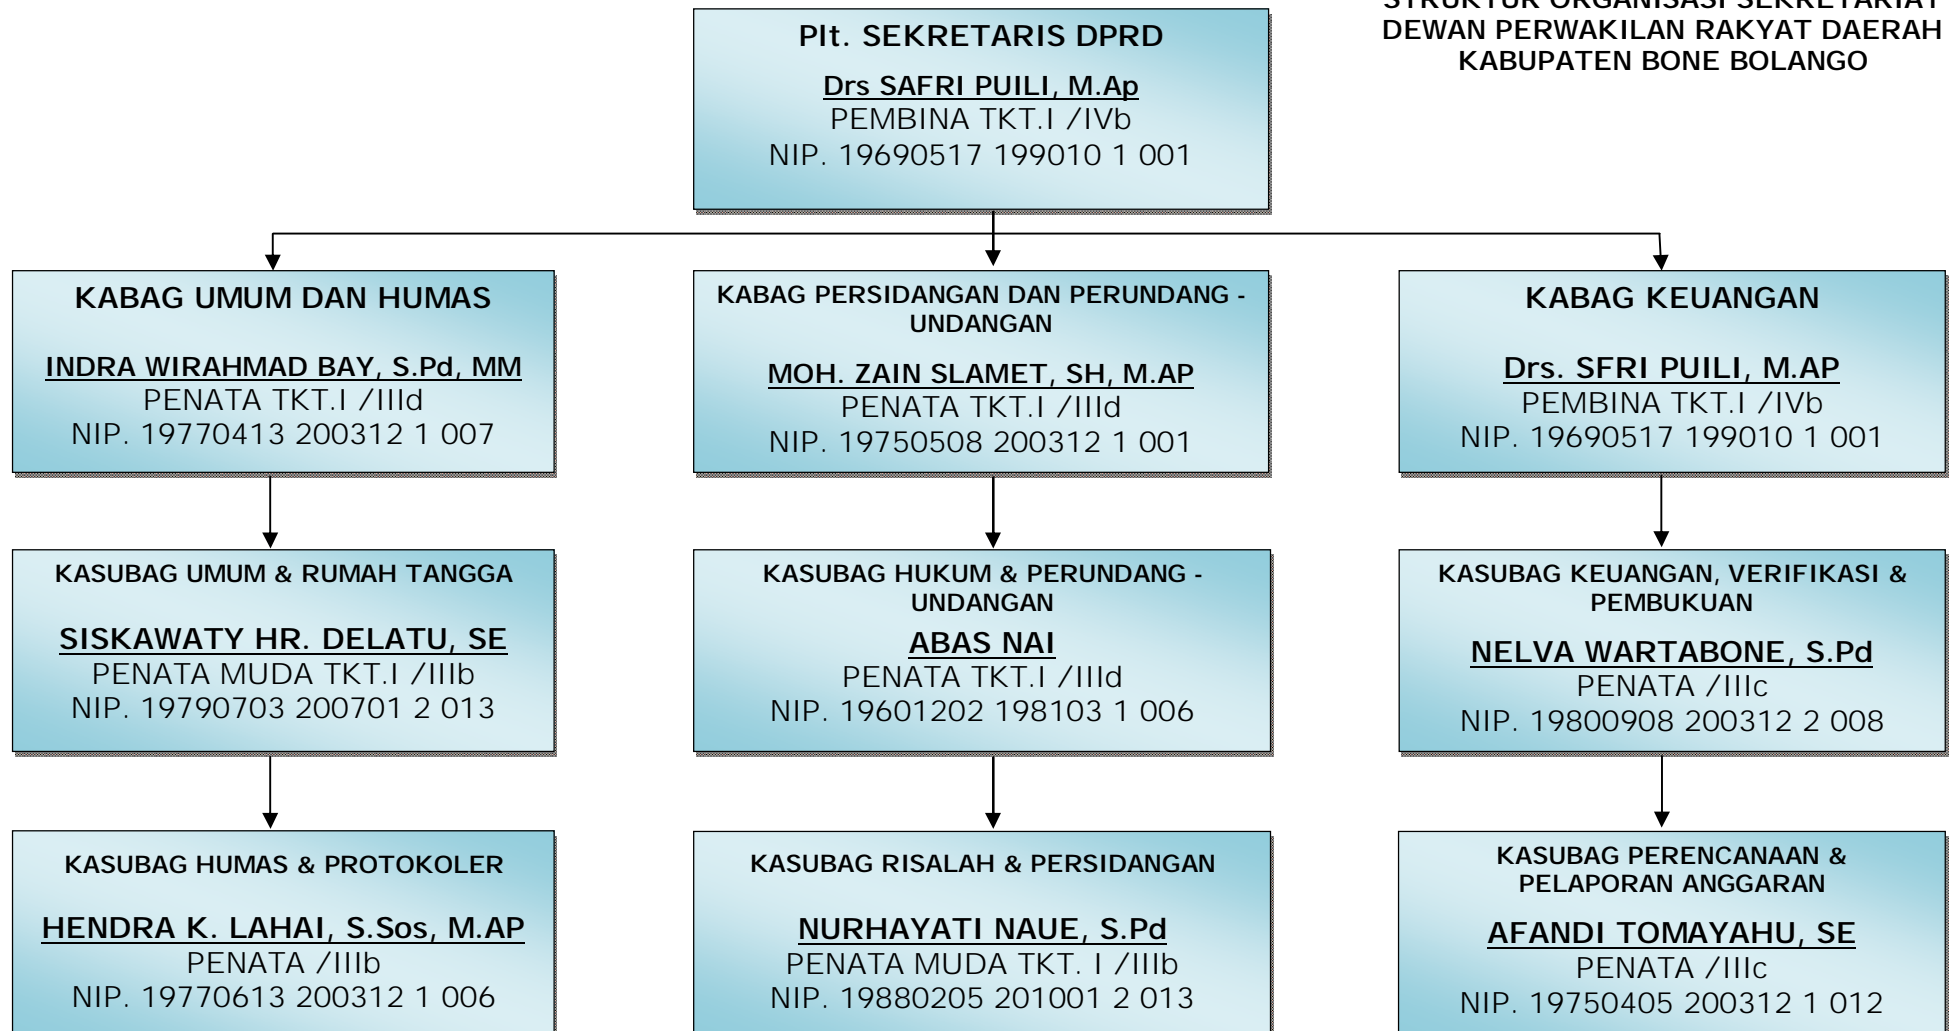 STRUKTUR ORGANISASI SEKRETARIAT
DEWAN PERWAKILAN RAKYAT DAERAH
KABUPATEN BONE BOLANGO
Plt. SEKRETARIS DPRD
Drs SAFRI PUILI, M.Ap
PEMBINA TKT.I /IVb
NIP. 19690517 199010 1 001
KABAG UMUM DAN HUMAS
INDRA WIRAHMAD BAY, S.Pd, MM
PENATA TKT.I /IIId
NIP. 19770413 200312 1 007
KABAG PERSIDANGAN DAN PERUNDANG -
UNDANGAN
MOH. ZAIN SLAMET, SH, M.AP
PENATA TKT.I /IIId
NIP. 19750508 200312 1 001
KABAG KEUANGAN
Drs. SFRI PUILI, M.AP
PEMBINA TKT.I /IVb
NIP. 19690517 199010 1 001
KASUBAG UMUM & RUMAH TANGGA
SISKAWATY HR. DELATU, SE
PENATA MUDA TKT.I /IIIb
NIP. 19790703 200701 2 013
KASUBAG HUKUM & PERUNDANG -
UNDANGAN
ABAS NAI
PENATA TKT.I /IIId
NIP. 19601202 198103 1 006
KASUBAG KEUANGAN, VERIFIKASI &
PEMBUKUAN
NELVA WARTABONE, S.Pd
PENATA /IIIc
NIP. 19800908 200312 2 008
KASUBAG HUMAS & PROTOKOLER
HENDRA K. LAHAI, S.Sos, M.AP
PENATA /IIIb
NIP. 19770613 200312 1 006
KASUBAG RISALAH & PERSIDANGAN
NURHAYATI NAUE, S.Pd
PENATA MUDA TKT. I /IIIb
NIP. 19880205 201001 2 013
KASUBAG PERENCANAAN &
PELAPORAN ANGGARAN
AFANDI TOMAYAHU, SE
PENATA /IIIc
NIP. 19750405 200312 1 012